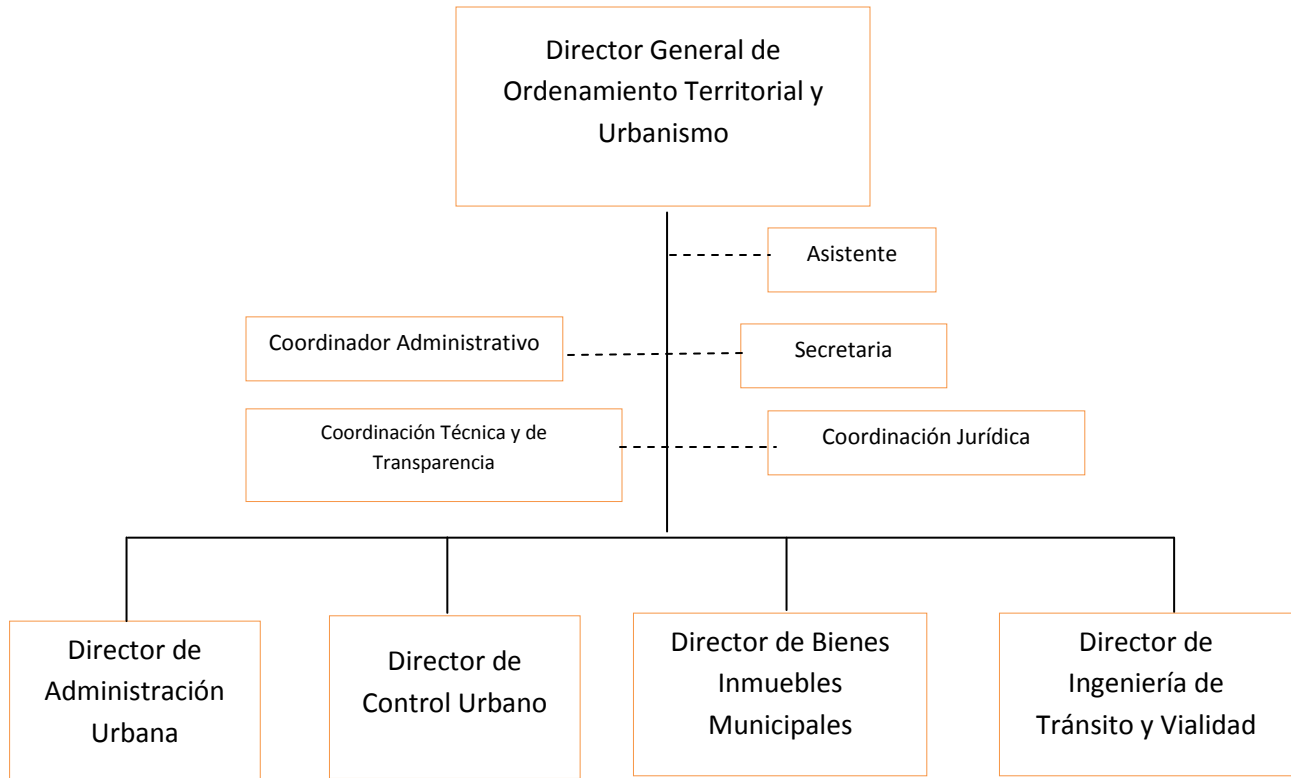 Director General de
Ordenamiento Territorial y
Urbanismo
Asistente
Coordinador Administrativo
Secretaria
Coordinación Técnica y de
Transparencia
Coordinación Jurídica
Director de
Administración
Urbana
Director de
Control Urbano
Director de Bienes
Inmuebles
Municipales
Director de
Ingeniería de
Tránsito y Vialidad